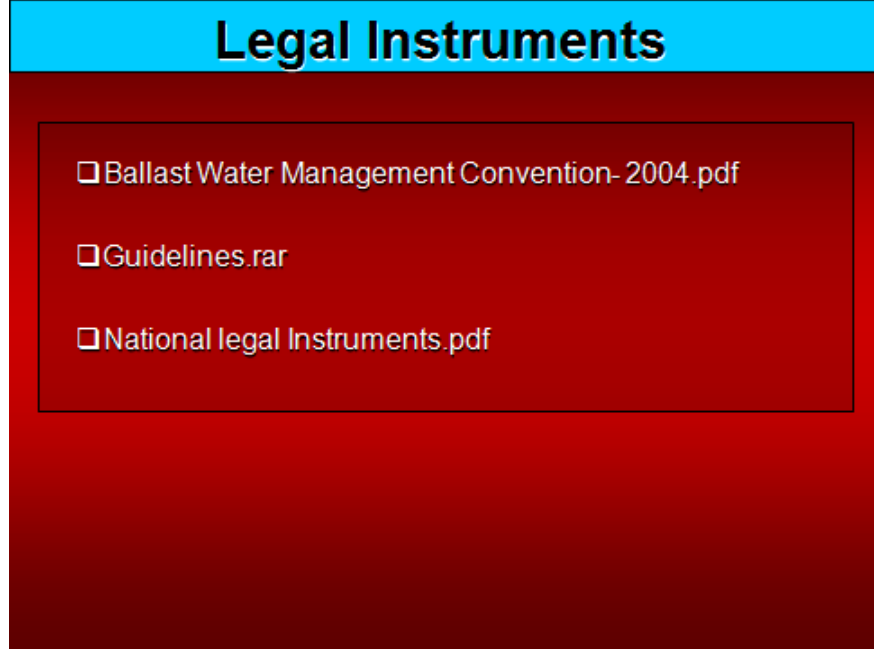 Legal Instruments
❑Ballast Water Management Convention- 2004.pdf
❑Guidelines.rar
❑National legal Instruments.pdf